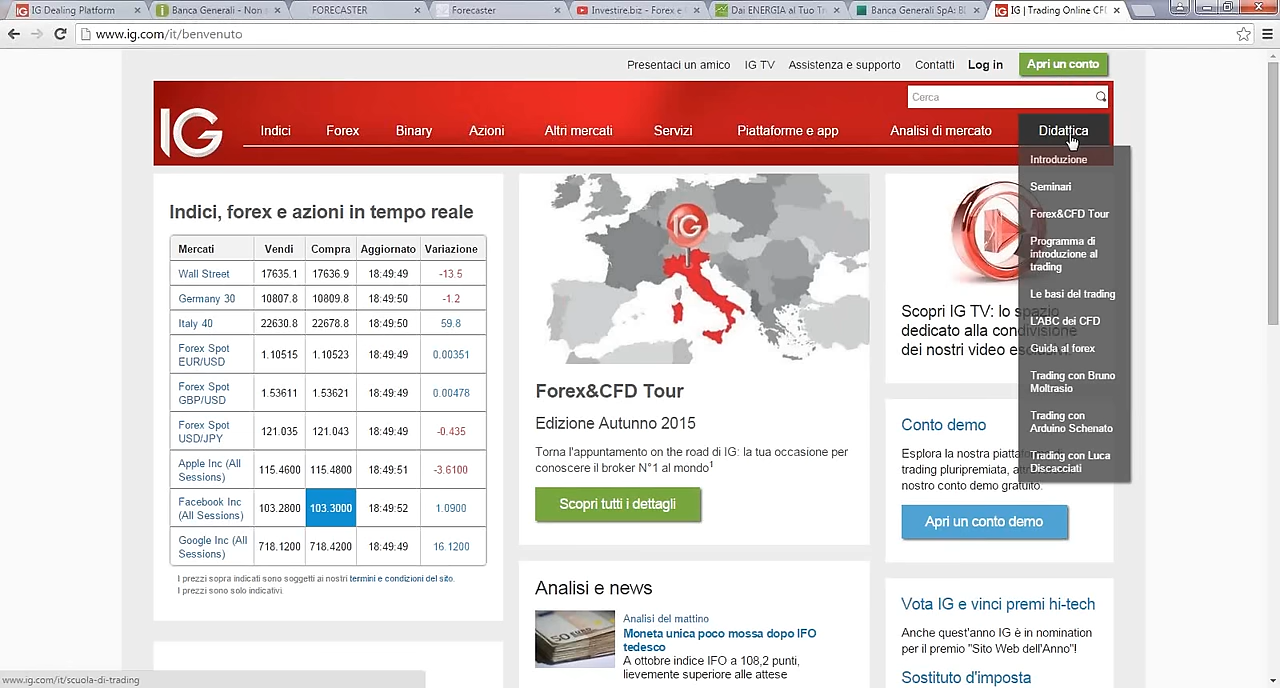 IG Dealing Platform
Banca Generali - Non
FORECASTER
Forecaster
Investire.biz - Forex e
Dai ENERGIA al Tuo Tr
Banca Generali SpA:
IG | Trading Online CF
www.ig.com/it/benvenuto
Presentaci un amico IG TV Assistenza e supporto Contatti Log in Apri un conto
Cerca
IG
Indici Forex Binary Azioni Altri mercati Servizi Piattaforme e app Analisi di mercato Didattica
Introduzione
Seminari
Forex&CFD Tour
Programma di
introduzione al
trading
Le basi del trading
L'ABC dei CFD
Guida al forex
Trading con Bruno
Moltrasio
Trading con
Arduino Schenato
Trading con Luca
Discacciati
Indici, forex e azioni in tempo reale
Mercati Vendi Compra Aggiornato Variazione
Wall Street 17635.1 17636.9 18:49:49 -13.5
Germany 30 10807.8 10809.8 18:49:50 -1.2
Italy 40 22630.8 22678.8 18:49:50 59.8
Forex Spot
EUR/USD 1.10515 1.10523 18:49:49 0.00351
Forex Spot
GBP/USD 1.53611 1.53621 18:49:49 0.00478
Forex Spot
USD/JPY 121.035 121.043 18:49:49 -0.435
Apple Inc (All
Sessions) 115.4600 115.4800 18:49:51 -3.6100
Facebook Inc
(All Sessions) 103.2800 103.3000 18:49:52 1.0900
Google Inc (All
Sessions) 718.1200 718.4200 18:49:49 16.1200
I prezzi sopra indicati sono soggetti ai nostri termini e condizioni del sito.
I prezzi sono solo indicativi.
IG
Forex&CFD Tour
Edizione Autunno 2015
Torna l'appuntamento on the road di IG: la tua occasione per
conoscere il broker N°1 al mondo1
Scopri tutti i dettagli
Analisi e news
Analisi del mattino
Moneta unica poco mossa dopo IFO
tedesco
A ottobre indice IFO a 108,2 punti,
lievemente superiore alle attese
Scopri IG TV: lo spazio
dedicato alla condivisione
dei nostri video
Conto demo
Esplora la nostra
trading pluripremiata,
nostro conto demo gratuito.
Apri un conto demo
Vota IG e vinci premi hi-tech
Anche quest'anno IG è in nomination
per il premio "Sito Web dell'Anno"!
Sostituto d'imposta
www.ig.com/it/scuola-di-trading